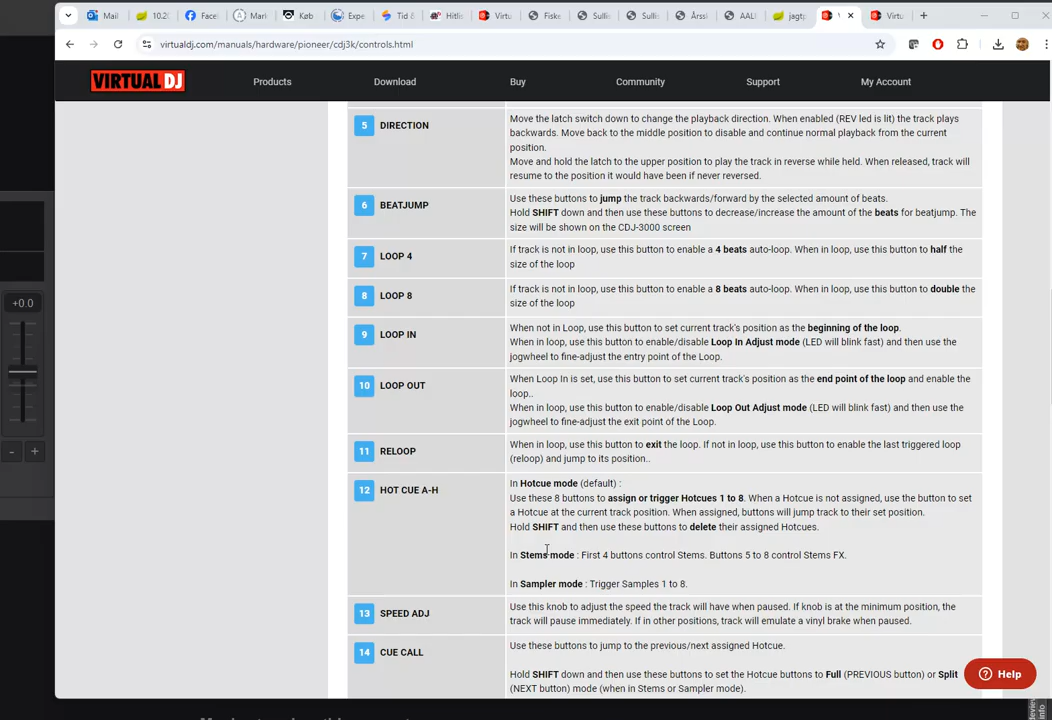 Mail
10.20
Face
Mark
Køb
Expe
Tid &
Hitlis
Virtu
Fiske
Sulli
Sulli
Årss
AAL
jagtp
Virtu
virtualdj.com/manuals/hardware/pioneer/cdj3k/controls.html
VIRTUAL DJ
Products
Download
Buy
Community
Support
My Account
5 DIRECTION
Move the latch switch down to change the playback direction. When enabled (REV led is lit) the track plays
backwards. Move back to the middle position to disable and continue normal playback from the current
position.
Move and hold the latch to the upper position to play the track in reverse while held. When released, track will
resume to the position it would have been if never reversed.
6 BEATJUMP
Use these buttons to jump the track backwards/forward by the selected amount of beats.
Hold SHIFT down and then use these buttons to decrease/increase the amount of the beats for beatjump. The
size will be shown on the CDJ-3000 screen
7 LOOP 4
If track is not in loop, use this button to enable a 4 beats auto-loop. When in loop, use this button to half the
size of the loop
8 LOOP 8
If track is not in loop, use this button to enable a 8 beats auto-loop. When in loop, use this button to double the
size of the loop
+0.0
9 LOOP IN
When not in Loop, use this button to set current track's position as the beginning of the loop.
When in loop, use this button to enable/disable Loop In Adjust mode (LED will blink fast) and then use the
jogwheel to fine-adjust the entry point of the Loop.
10 LOOP OUT
When Loop In is set, use this button to set current track's position as the end point of the loop and enable the
loop..
When in loop, use this button to enable/disable Loop Out Adjust mode (LED will blink fast) and then use the
jogwheel to fine-adjust the exit point of the Loop.
- +
11 RELOOP
When in loop, use this button to exit the loop. If not in loop, use this button to enable the last triggered loop
(reloop) and jump to its position..
12 HOT CUE A-H
In Hotcue mode (default) :
Use these 8 buttons to assign or trigger Hotcues 1 to 8. When a Hotcue is not assigned, use the button to set
a Hotcue at the current track position. When assigned, buttons will jump track to their set position.
Hold SHIFT and then use these buttons to delete their assigned Hotcues.
In Stems mode : First 4 buttons control Stems. Buttons 5 to 8 control Stems FX.
In Sampler mode : Trigger Samples 1 to 8.
13 SPEED ADJ
Use this knob to adjust the speed the track will have when paused. If knob is at the minimum position, the
track will pause immediately. If in other positions, track will emulate a vinyl brake when paused.
14 CUE CALL
Use these buttons to jump to the previous/next assigned Hotcue.
Hold SHIFT down and then use these buttons to set the Hotcue buttons to Full (PREVIOUS button) or Split
(NEXT button) mode (when in Stems or Sampler mode).
Help
info